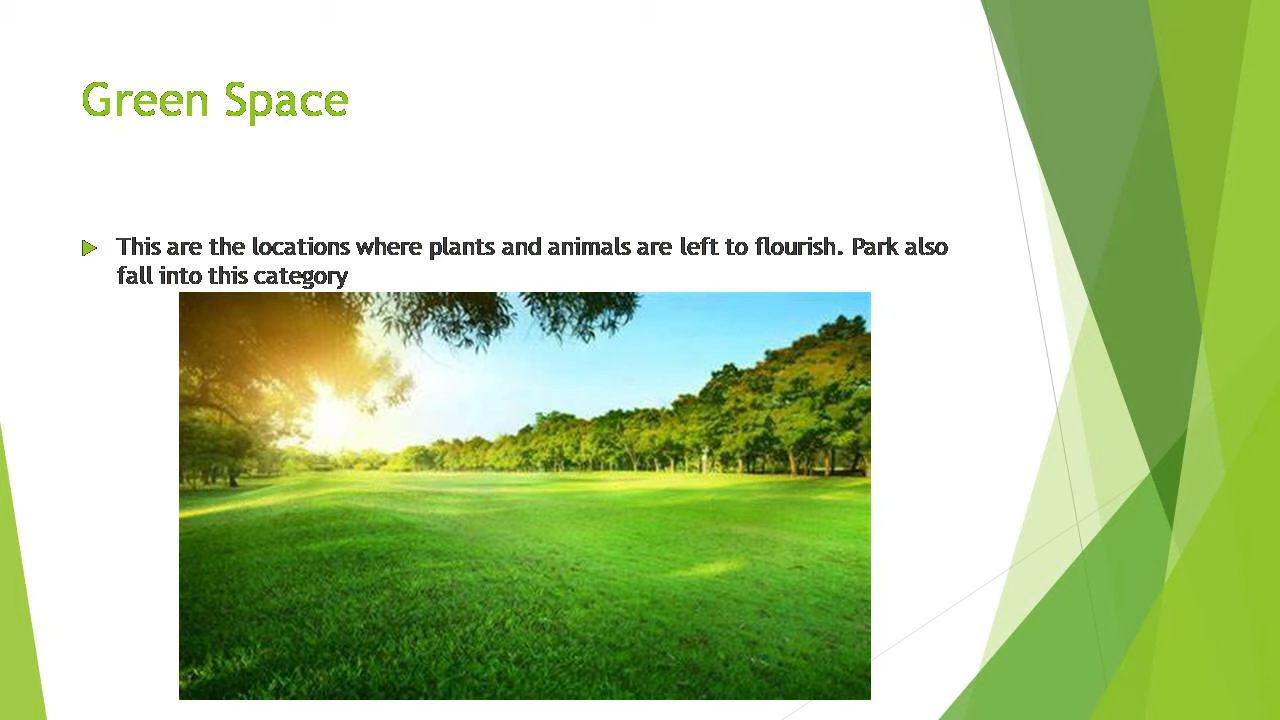 Green Space
This are the locations where plants and animals are left to flourish. Park also
fall into this category